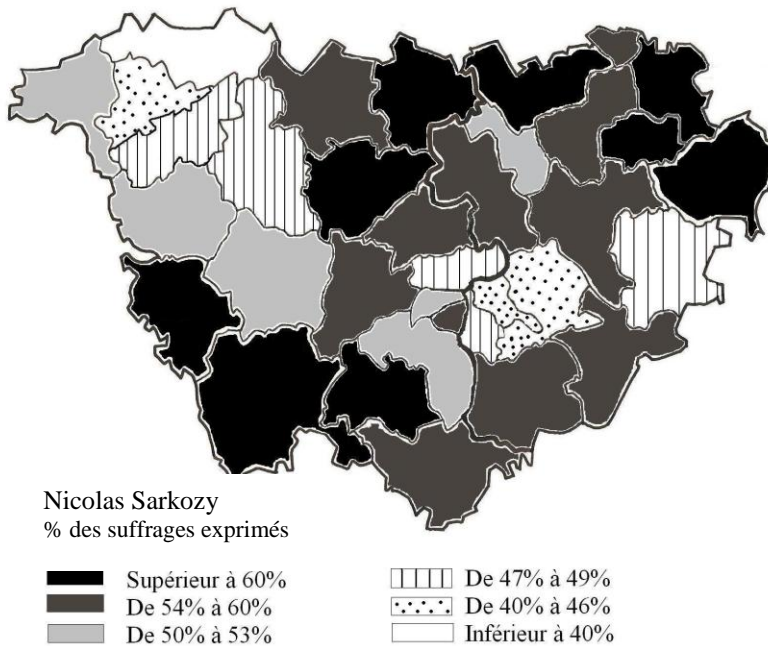 Nicolas Sarkozy
% des suffrages exprimés
Supérieur à 60%
De 54% à 60%
De 50% à 53%
De 47% à 49%
De 40% à 46%
Inférieur à 40%